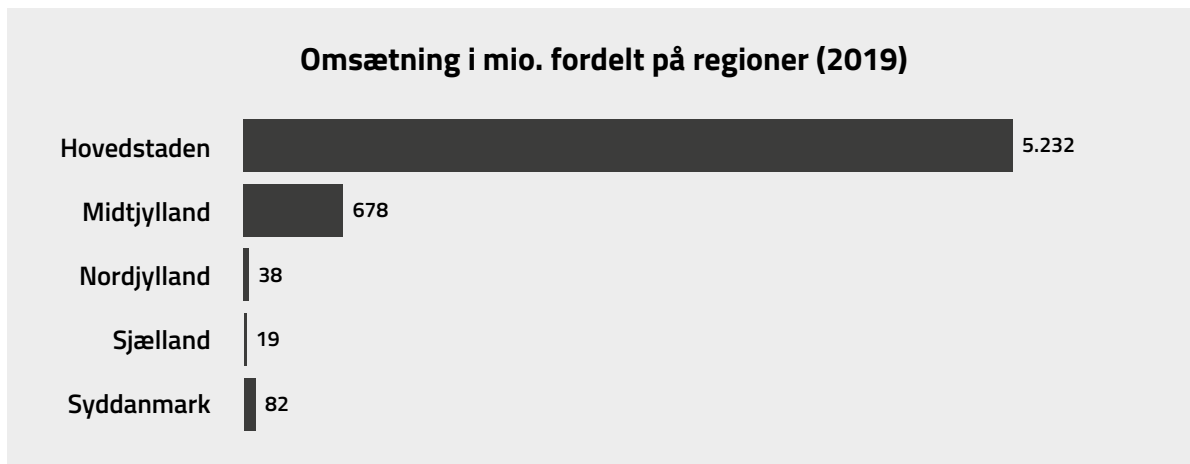 Omsætning i mio. fordelt på regioner (2019)
Hovedstaden 5.232
Midtjylland 678
Nordjylland 38
Sjælland 19
Syddanmark 82